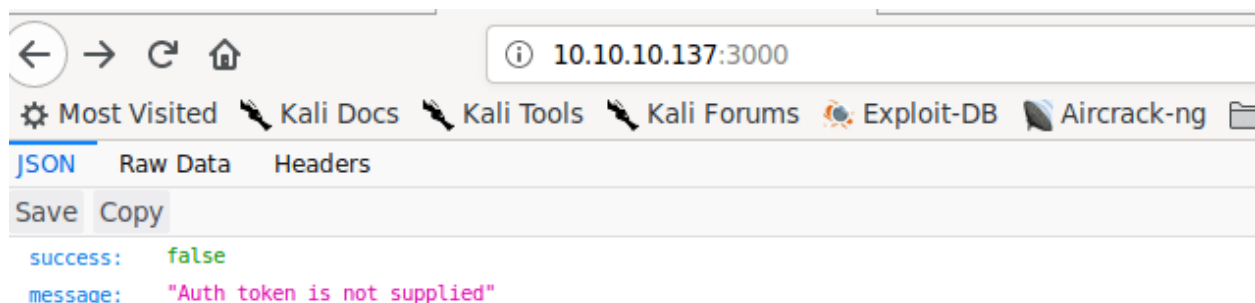 10.10.10.137:3000
Most Visited Kali Docs Kali Tools Kali Forums Exploit-DB Aircrack-ng
JSON Raw Data Headers
Save Copy
success: false
message: "Auth token is not supplied"